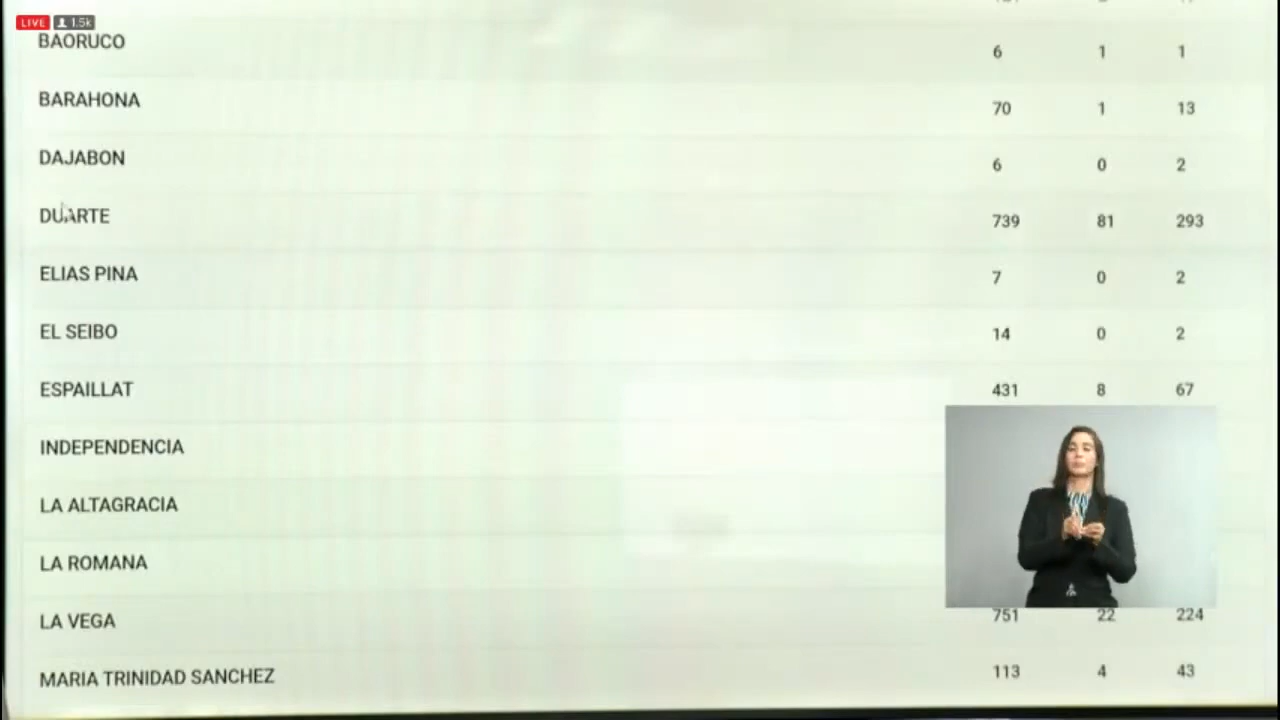 LIVE 1.5k
BAORUCO 6 1 1
BARAHONA 70 1 13
DAJABON 6 0 2
DUARTE 739 81 293
ELIAS PINA 7 0 2
EL SEIBO 14 0 2
ESPAILLAT 431 8 67
INDEPENDENCIA
LA ALTAGRACIA
LA ROMANA
LA VEGA 751 22 224
MARIA TRINIDAD SANCHEZ 113 4 43